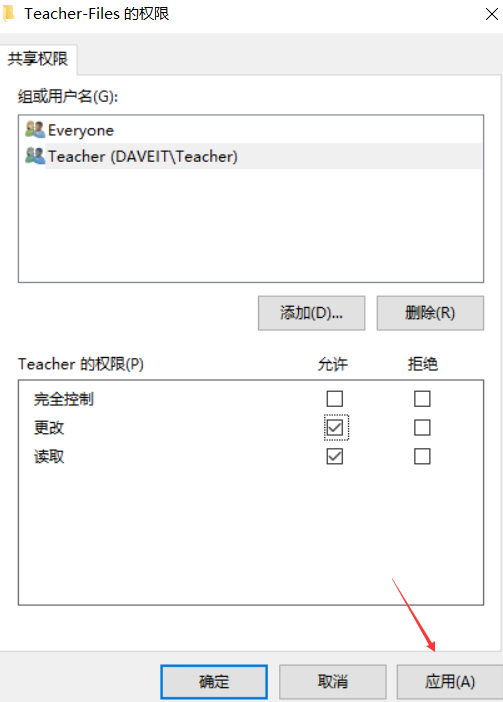 Teacher-Files 的权限
共享权限
组或用户名(G):
Everyone
Teacher (DAVEIT\Teacher)
添加(D)... 删除(R)
Teacher 的权限(P) 允许 拒绝
完全控制
更改
读取
确定 取消 应用(A)